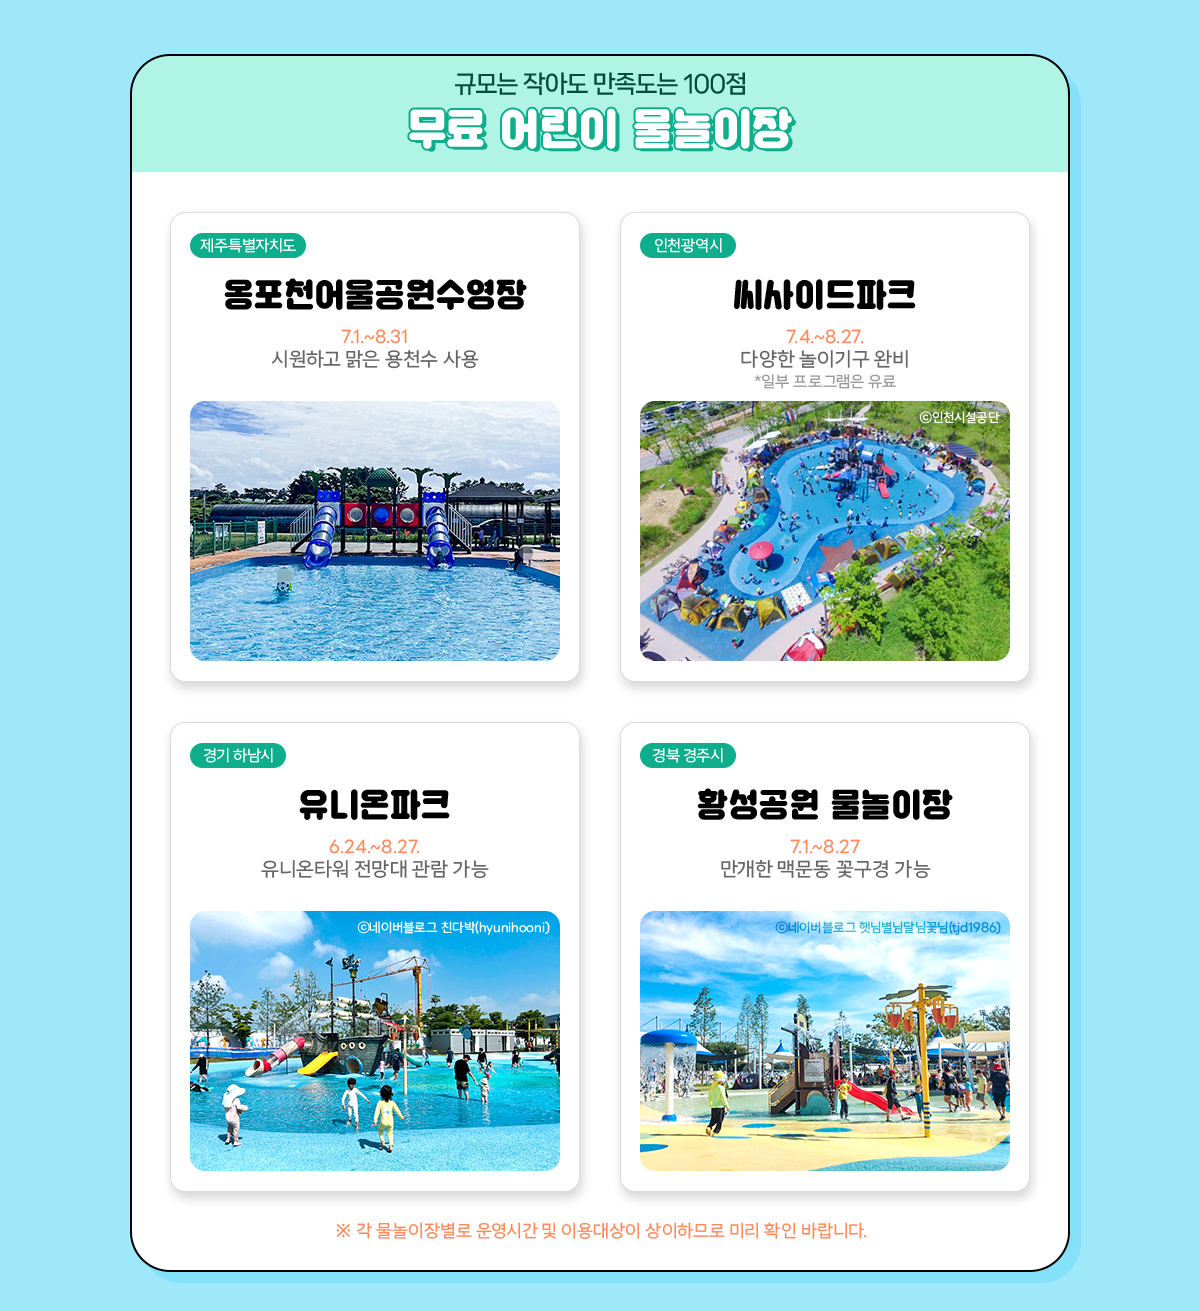 규모는 작아도 만족도는 100점
무료 어린이 물놀이장
제주특별자치도
옹포천어울공원수영장
7.1.~8.31
시원하고 맑은 용천수 사용
인천광역시
씨사이드파크
7.4.~8.27.
다양한 놀이기구 완비
*일부 프로그램은 유료
ⓒ인천시설공단
경기 하남시
유니온파크
6.24.~8.27.
유니온타워 전망대 관람 가능
ⓒ네이버블로그 친다박(hyunihooni)
경북 경주시
황성공원 물놀이장
7.1.~8.27
만개한 맥문동 꽃구경 가능
ⓒ네이버블로그 햇님별님달님꽃님(tjd1986)
※ 각 물놀이장별로 운영시간 및 이용대상이 상이하므로 미리 확인 바랍니다.